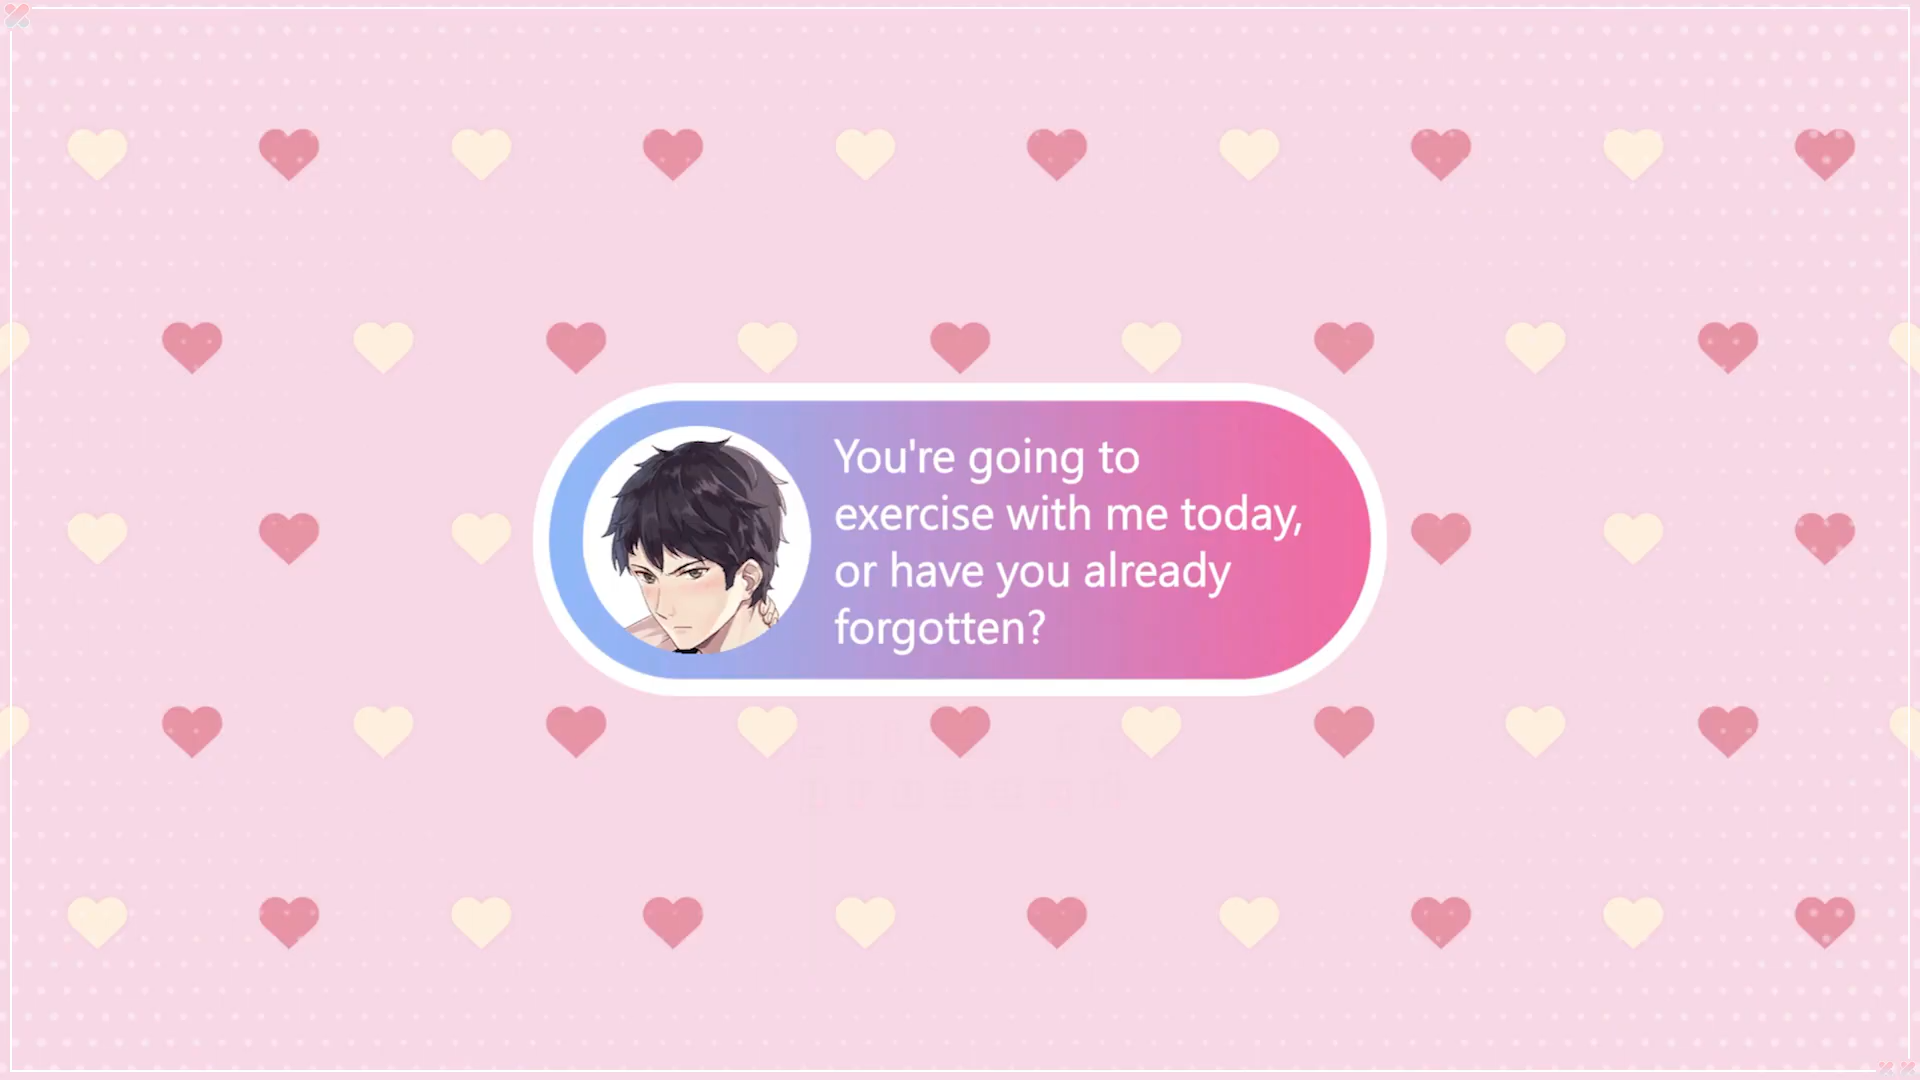 You're going to
exercise with me today,
or have you already
forgotten?